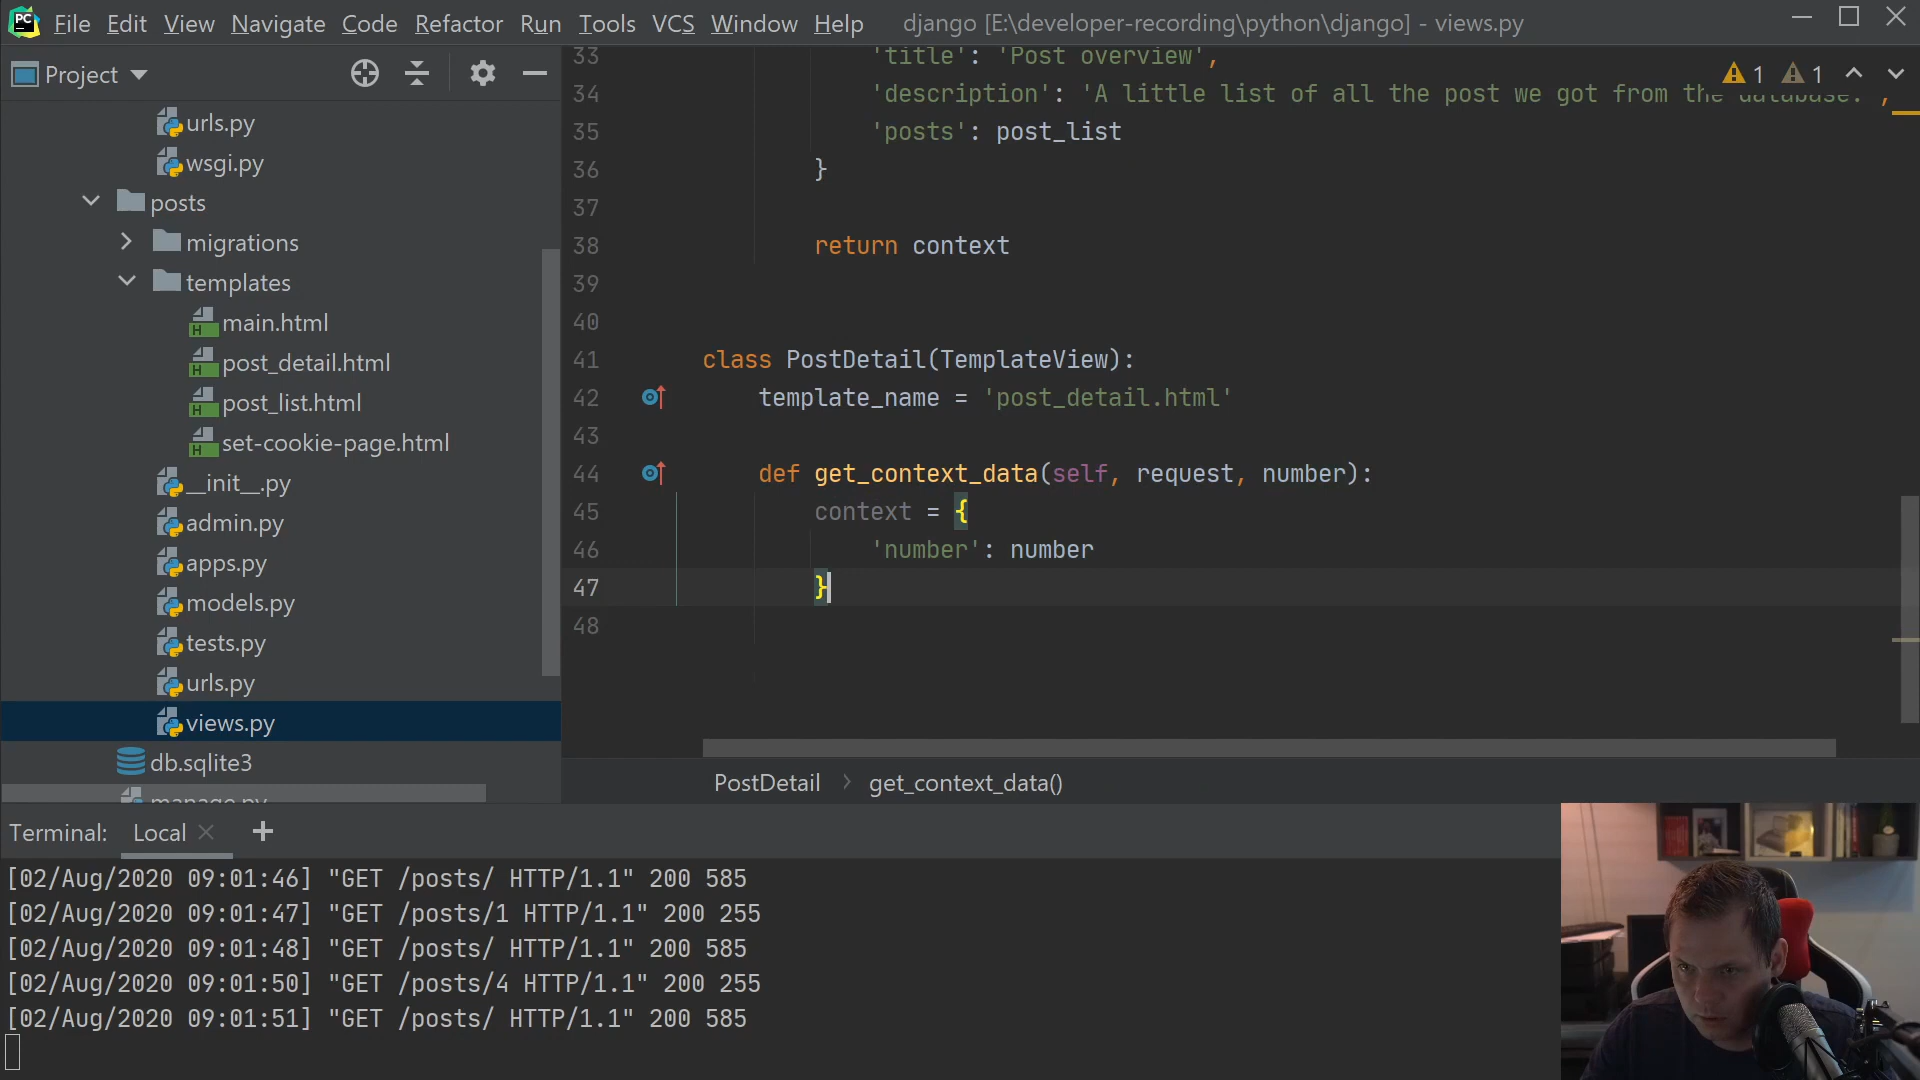 PC File Edit View Navigate Code Refactor Run Tools VCS Window Help django [E:\developer-recording\python\django] - views.py
Project
urls.py
wsgi.py
posts
migrations
templates
main.html
post_detail.html
post_list.html
set-cookie-page.html
__init__.py
admin.py
apps.py
models.py
tests.py
urls.py
views.py
db.sqlite3
manage.py
1 1
33 'title': 'Post overview',
34 'description': 'A little list of all the post we got from the database.',
35 'posts': post_list
36 }
37
38 return context
39
40
41 class PostDetail(TemplateView):
42 template_name = 'post_detail.html'
43
44 def get_context_data(self, request, number):
45 context = {
46 'number': number
47 }
48
PostDetail get_context_data()
Terminal: Local
[02/Aug/2020 09:01:46] "GET /posts/ HTTP/1.1" 200 585
[02/Aug/2020 09:01:47] "GET /posts/1 HTTP/1.1" 200 255
[02/Aug/2020 09:01:48] "GET /posts/ HTTP/1.1" 200 585
[02/Aug/2020 09:01:50] "GET /posts/4 HTTP/1.1" 200 255
[02/Aug/2020 09:01:51] "GET /posts/ HTTP/1.1" 200 585